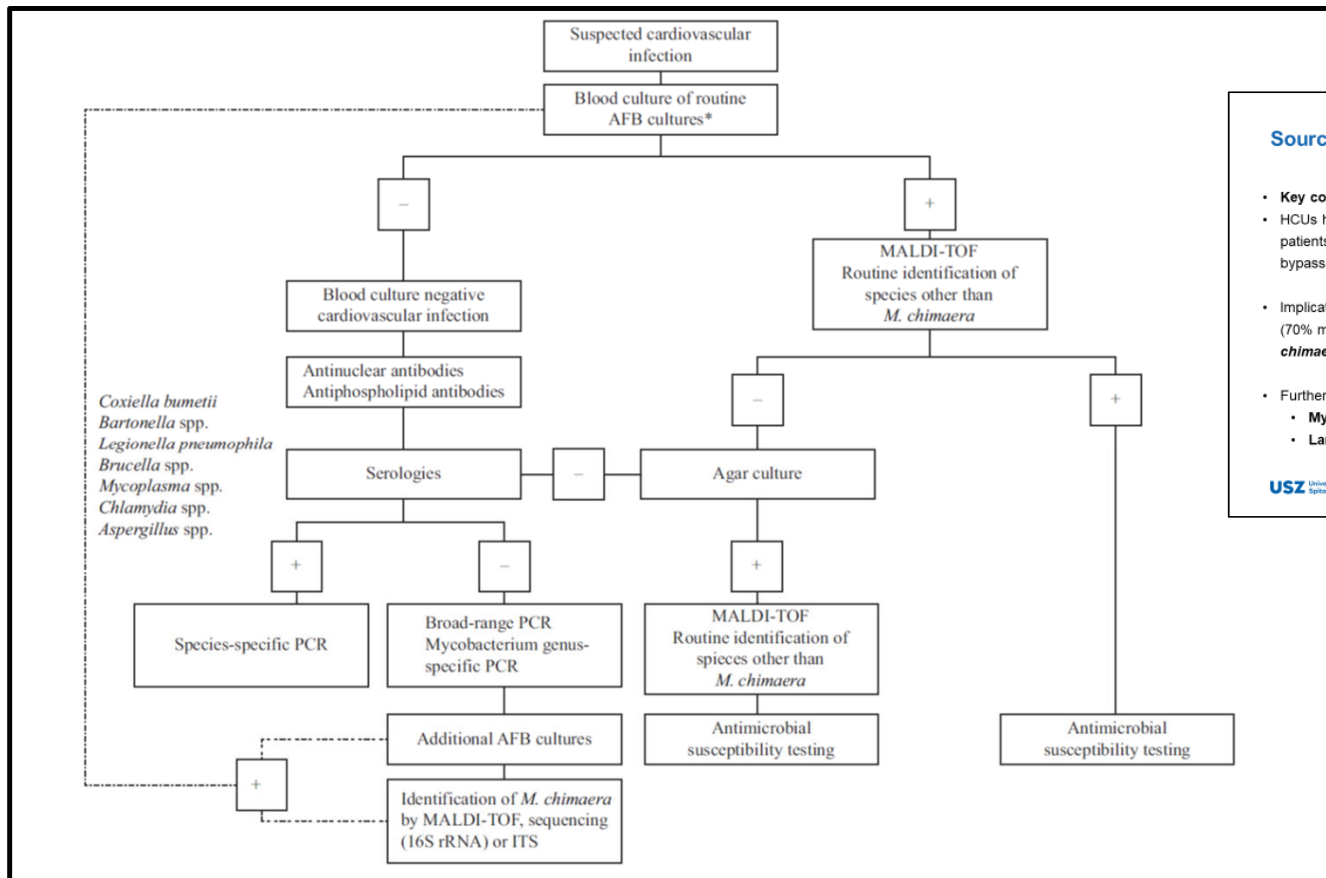 Suspected cardiovascular
infection
Blood culture of routine
AFB cultures*
–
+
MALDI-TOF
Routine identification of
species other than
M. chimaera
Blood culture negative
cardiovascular infection
Antinuclear antibodies
Antiphospholipid antibodies
–
+
Coxiella bumetii
Bartonella spp.
Legionella pneumophila
Brucella spp.
Mycoplasma spp.
Chlamydia spp.
Aspergillus spp.
Serologies
–
Agar culture
+
–
+
Species-specific PCR
Broad-range PCR
Mycobacterium genus-
specific PCR
MALDI-TOF
Routine identification of
spieces other than
M. chimaera
Additional AFB cultures
Antimicrobial
susceptibility testing
Antimicrobial
susceptibility testing
+
Identification of M. chimaera
by MALDI-TOF, sequencing
(16S rRNA) or ITS
Sourc
• Key co
• HCUs h
patients
bypass
• Implicat
(70% m
chimae
• Further
• My
• Lar
USZ Unive
Spita